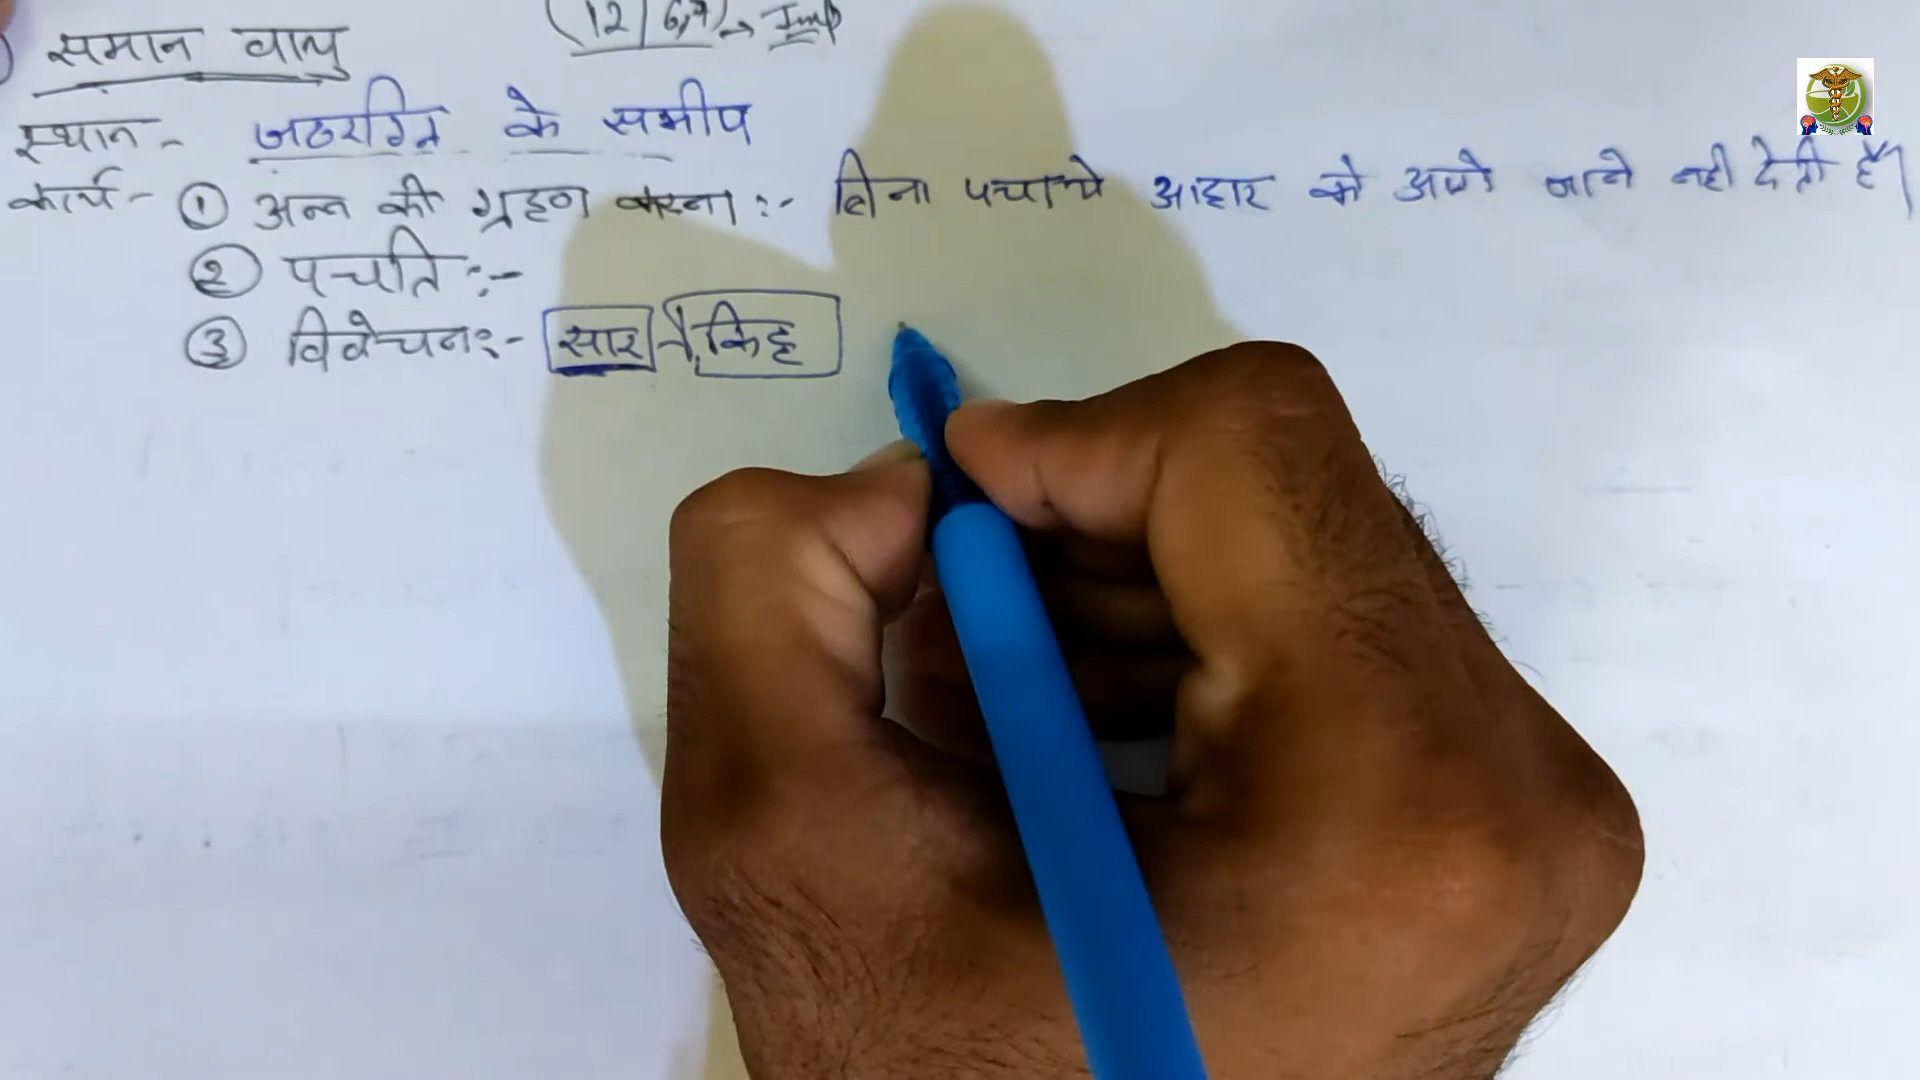 समान वायु (12/6,7) → Imp
स्थान - जठराग्नि के समीप
कार्य - ① अन्न को ग्रहण करना :- बिना पचाये आहार को आगे जाने नही देती है।
② पचति :-
③ विवेचन :- सार + किट्ट